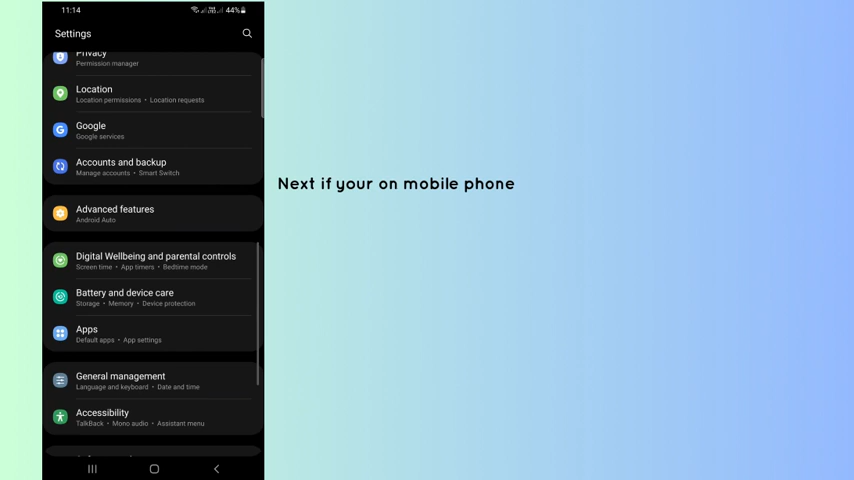 11:14 44%
Settings
Privacy
Permission manager
Location
Location permissions • Location requests
Google
Google services
Accounts and backup
Manage accounts • Smart Switch
Next if your on mobile phone
Advanced features
Android Auto
Digital Wellbeing and parental controls
Screen time • App timers • Bedtime mode
Battery and device care
Storage • Memory • Device protection
Apps
Default apps • App settings
General management
Language and keyboard • Date and time
Accessibility
TalkBack • Mono audio • Assistant menu